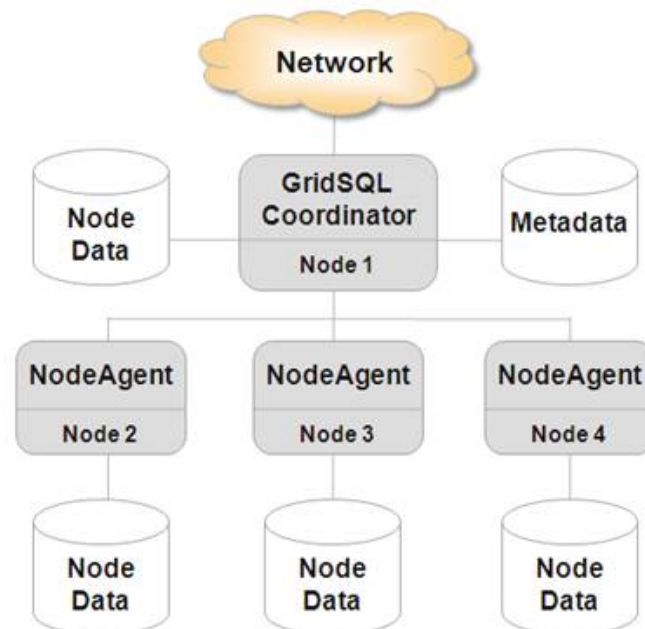 Network
GridSQL
Coordinator
Node 1
Node
Data
Metadata
NodeAgent
Node 2
NodeAgent
Node 3
NodeAgent
Node 4
Node
Data
Node
Data
Node
Data